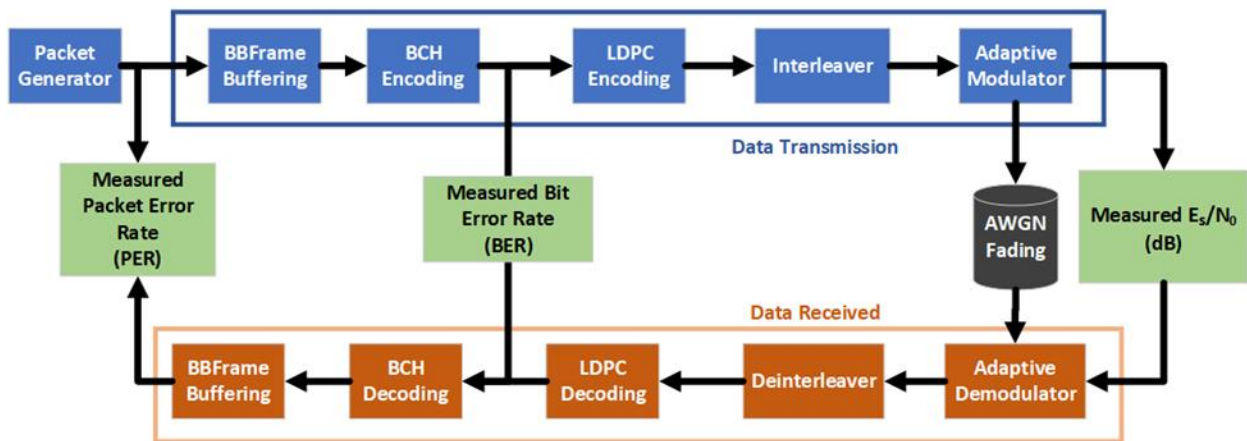 Packet
Generator
BBFrame
Buffering
BCH
Encoding
LDPC
Encoding
Interleaver
Adaptive
Modulator
Data Transmission
Measured
Packet Error
Rate
(PER)
Measured Bit
Error Rate
(BER)
AWGN
Fading
Measured Eₛ/N₀
(dB)
Data Received
BBFrame
Buffering
BCH
Decoding
LDPC
Decoding
Deinterleaver
Adaptive
Demodulator